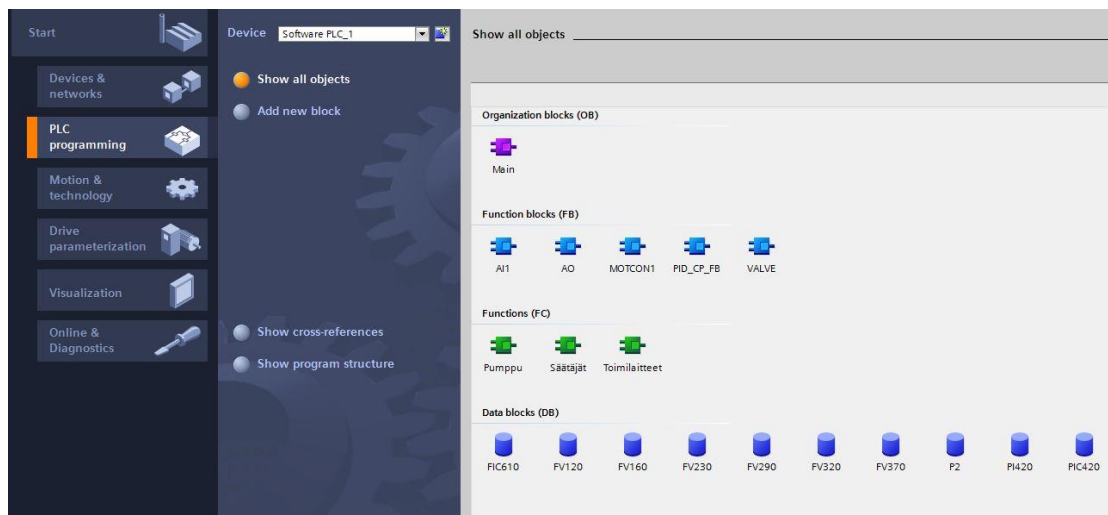 Start
Devices &
networks
PLC
programming
Motion &
technology
Drive
parameterization
Visualization
Online &
Diagnostics
Device Software PLC_1
Show all objects
Add new block
Show cross-references
Show program structure
Show all objects
Organization blocks (OB)
Main
Function blocks (FB)
AI1 AO MOTCON1 PID_CP_FB VALVE
Functions (FC)
Pumppu Säätäjät Toimilaitteet
Data blocks (DB)
FIC610 FV120 FV160 FV230 FV290 FV320 FV370 P2 PI420 PIC420